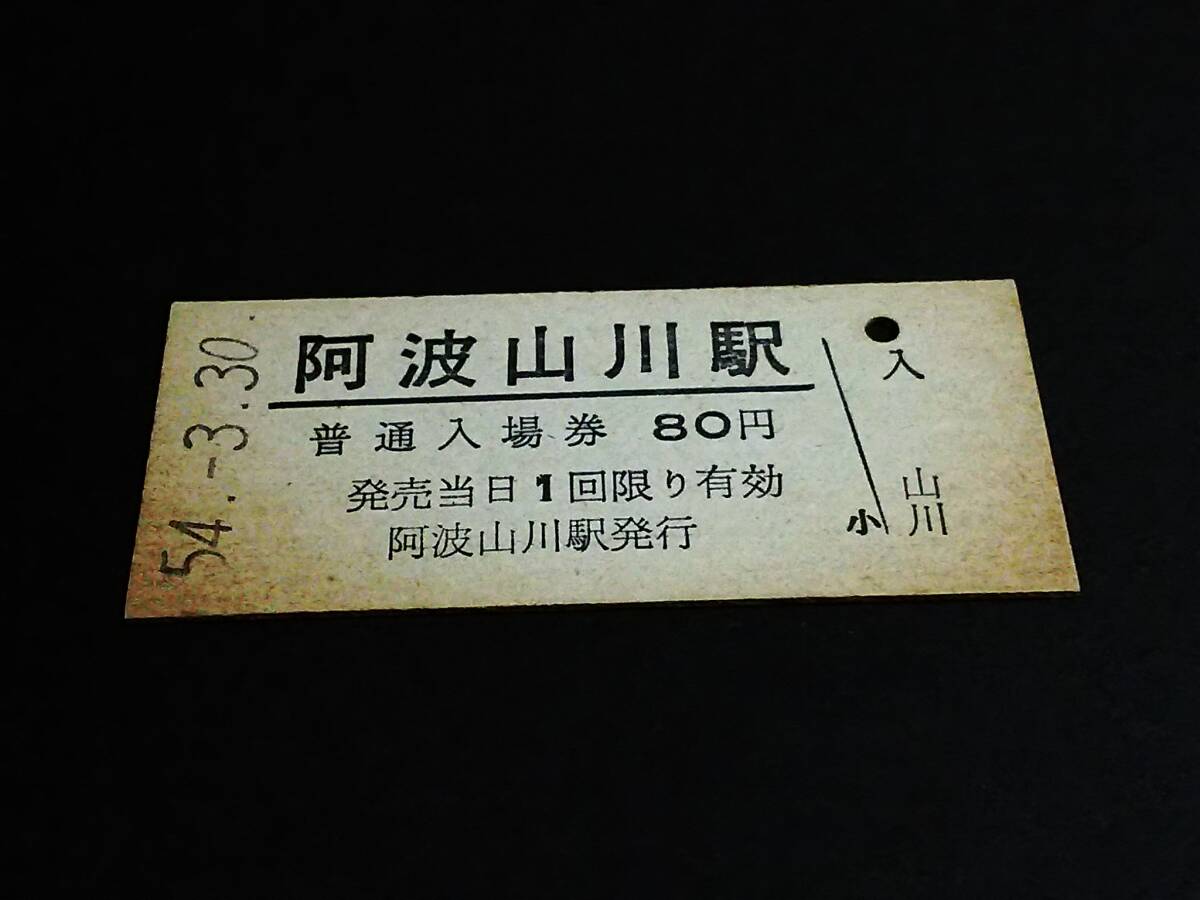 54.-3.30.
阿波山川駅
普通入場券 80円
発売当日1回限り有効
阿波山川駅発行
入
小
山川